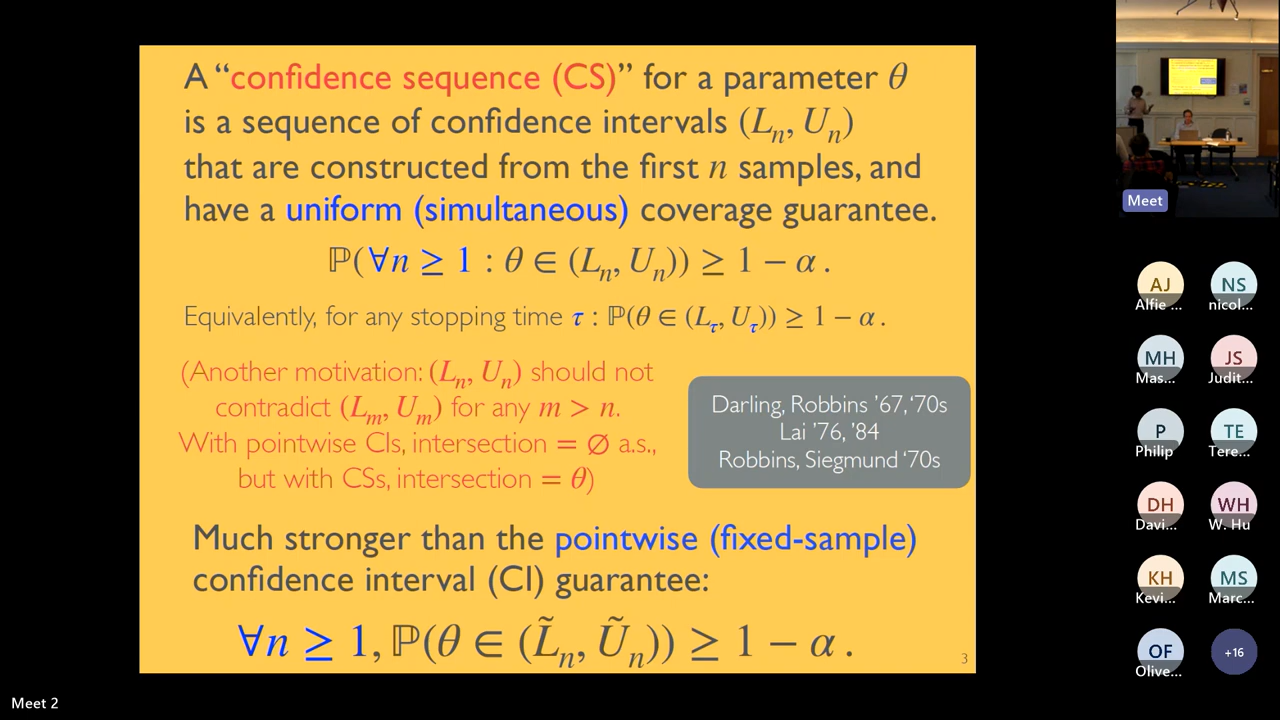 A “confidence sequence (CS)” for a parameter θ
is a sequence of confidence intervals (Lₙ, Uₙ)
that are constructed from the first n samples, and
have a uniform (simultaneous) coverage guarantee.
ℙ(∀n ≥ 1 : θ ∈ (Lₙ, Uₙ)) ≥ 1 − α .
Equivalently, for any stopping time τ : ℙ(θ ∈ (L_τ, U_τ)) ≥ 1 − α .
(Another motivation: (Lₙ, Uₙ) should not
contradict (Lₘ, Uₘ) for any m > n.
With pointwise CIs, intersection = ∅ a.s.,
but with CSs, intersection = θ)
Darling, Robbins ’67,‘70s
Lai ’76, ’84
Robbins, Siegmund ‘70s
Much stronger than the pointwise (fixed-sample)
confidence interval (CI) guarantee:
∀n ≥ 1, ℙ(θ ∈ (L̃ₙ, Ũₙ)) ≥ 1 − α .
3
Meet
AJ
Alfie ...
NS
nicol...
MH
Mas...
JS
Judit...
P
Philip
TE
Tere...
DH
Davi...
WH
W. Hu
KH
Kevi...
MS
Marc...
OF
Olive...
+16
Meet 2